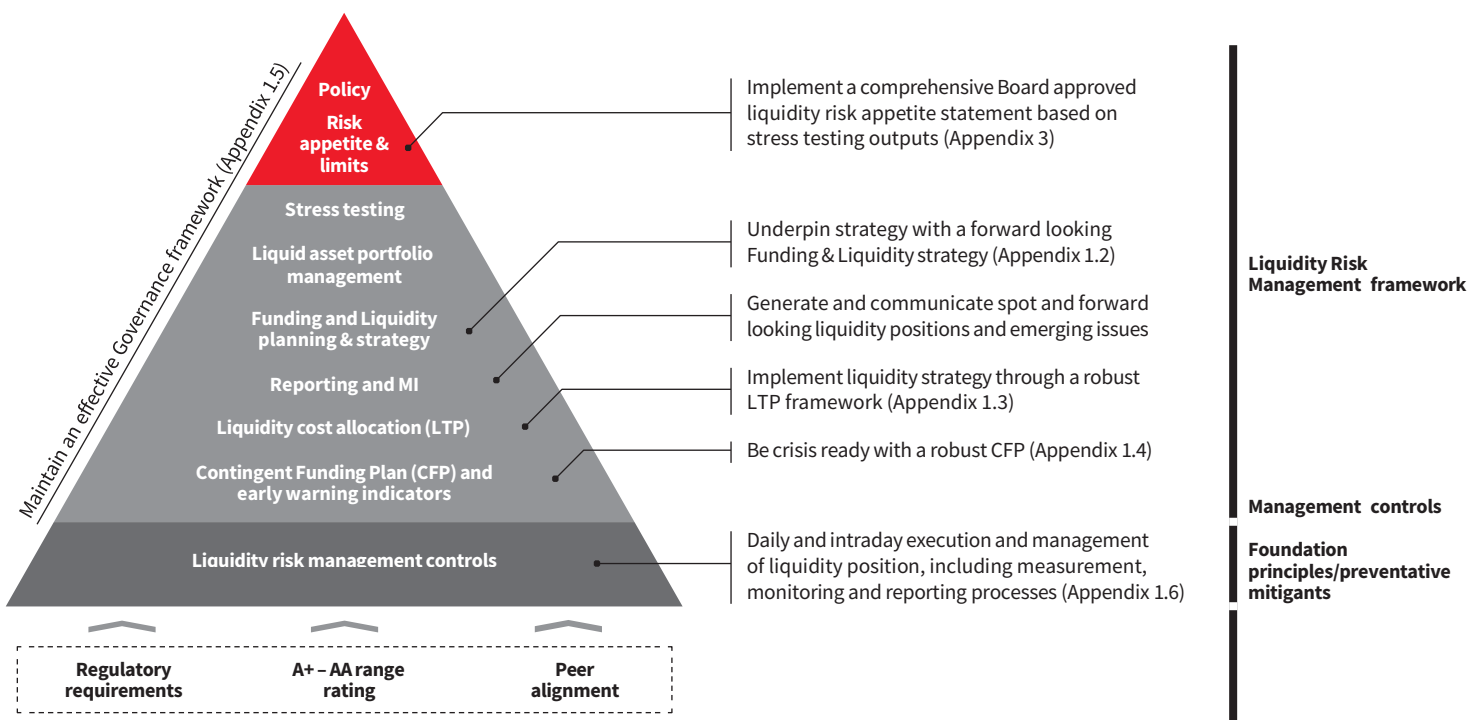 Maintain an effective Governance framework (Appendix 1.5)
Policy
Risk
appetite &
limits
Stress testing
Liquid asset portfolio
management
Funding and Liquidity
planning & strategy
Reporting and MI
Liquidity cost allocation (LTP)
Contingent Funding Plan (CFP) and
early warning indicators
Liquidity risk management controls
Implement a comprehensive Board approved
liquidity risk appetite statement based on
stress testing outputs (Appendix 3)
Underpin strategy with a forward looking
Funding & Liquidity strategy (Appendix 1.2)
Generate and communicate spot and forward
looking liquidity positions and emerging issues
Implement liquidity strategy through a robust
LTP framework (Appendix 1.3)
Be crisis ready with a robust CFP (Appendix 1.4)
Daily and intraday execution and management
of liquidity position, including measurement,
monitoring and reporting processes (Appendix 1.6)
Liquidity Risk
Management framework
Management controls
Foundation
principles/preventative
mitigants
Regulatory
requirements
A+ – AA range
rating
Peer
alignment